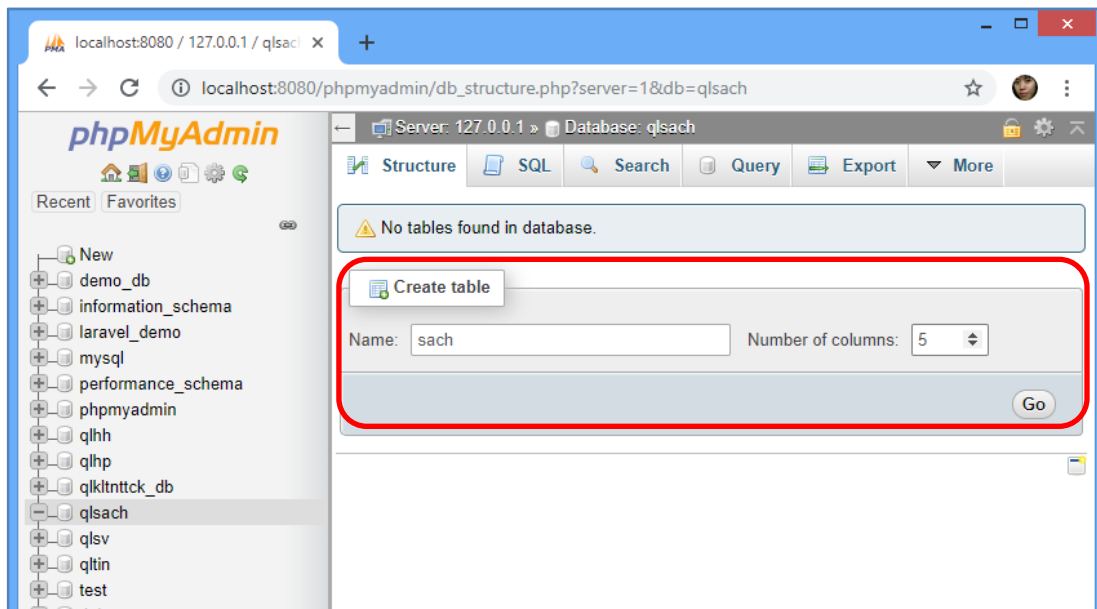 localhost:8080 / 127.0.0.1 / qlsac
localhost:8080/phpmyadmin/db_structure.php?server=1&db=qlsach
phpMyAdmin
Recent Favorites
New
demo_db
information_schema
laravel_demo
mysql
performance_schema
phpmyadmin
qlhh
qlhp
qlkltnttck_db
qlsach
qlsv
qltin
test
Server: 127.0.0.1 » Database: qlsach
Structure SQL Search Query Export More
No tables found in database.
Create table
Name: sach Number of columns: 5
Go